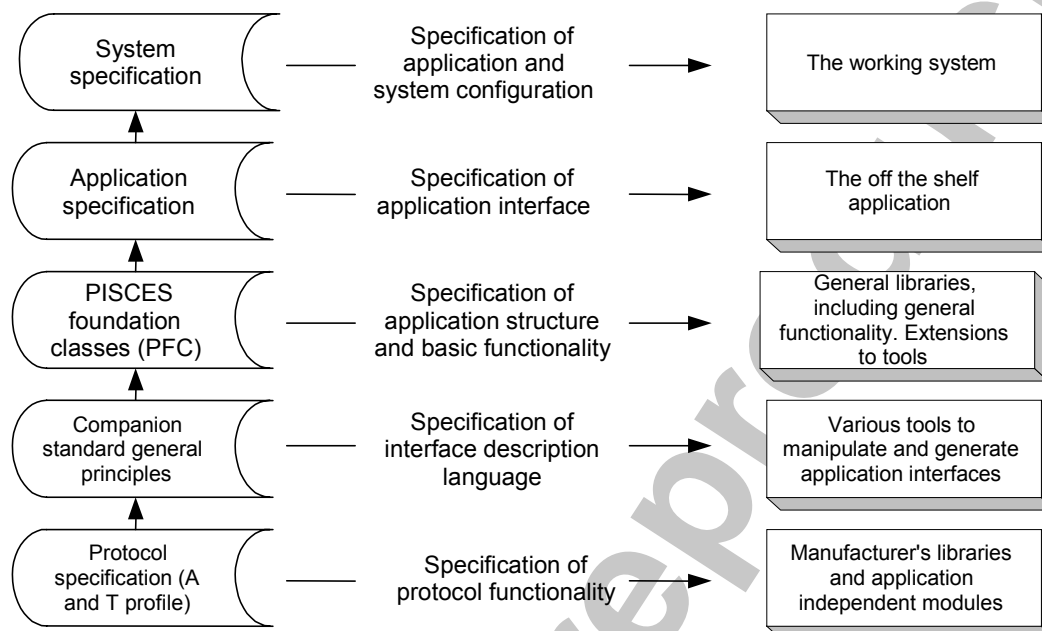 System
specification
Specification of
application and
system configuration
The working system
Application
specification
Specification of
application interface
The off the shelf
application
PISCES
foundation
classes (PFC)
Specification of
application structure
and basic functionality
General libraries,
including general
functionality. Extensions
to tools
Companion
standard general
principles
Specification of
interface description
language
Various tools to
manipulate and generate
application interfaces
Protocol
specification (A
and T profile)
Specification of
protocol functionality
Manufacturer's libraries
and application
independent modules